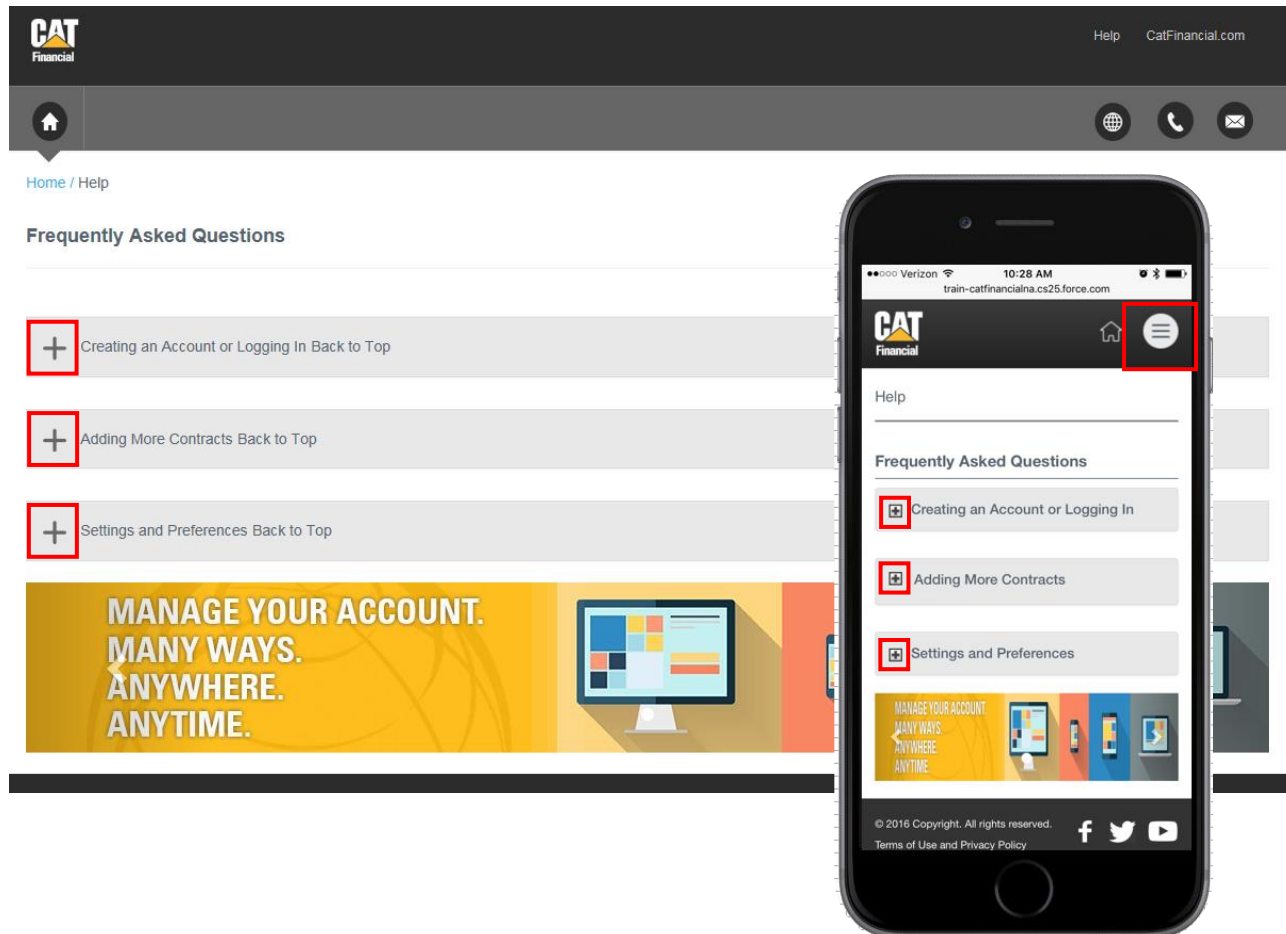 CAT
Financial
Help CatFinancial.com
Home / Help
Frequently Asked Questions
Creating an Account or Logging In Back to Top
Adding More Contracts Back to Top
Settings and Preferences Back to Top
MANAGE YOUR ACCOUNT.
MANY WAYS.
ANYWHERE.
ANYTIME.
Verizon 10:28 AM
train-catfinancialna.cs25.force.com
CAT
Financial
Help
Frequently Asked Questions
Creating an Account or Logging In
Adding More Contracts
Settings and Preferences
MANAGE YOUR ACCOUNT
MANY WAYS.
ANYWHERE
ANYTIME
© 2016 Copyright. All rights reserved.
Terms of Use and Privacy Policy